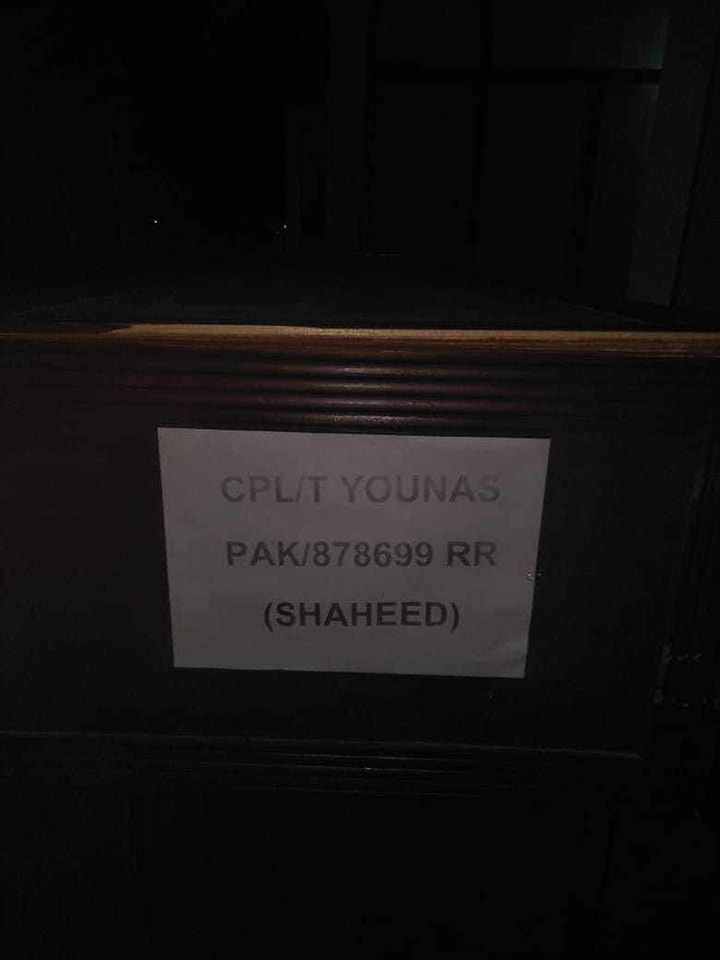 CPL/T YOUNAS
PAK/878699 RR
(SHAHEED)